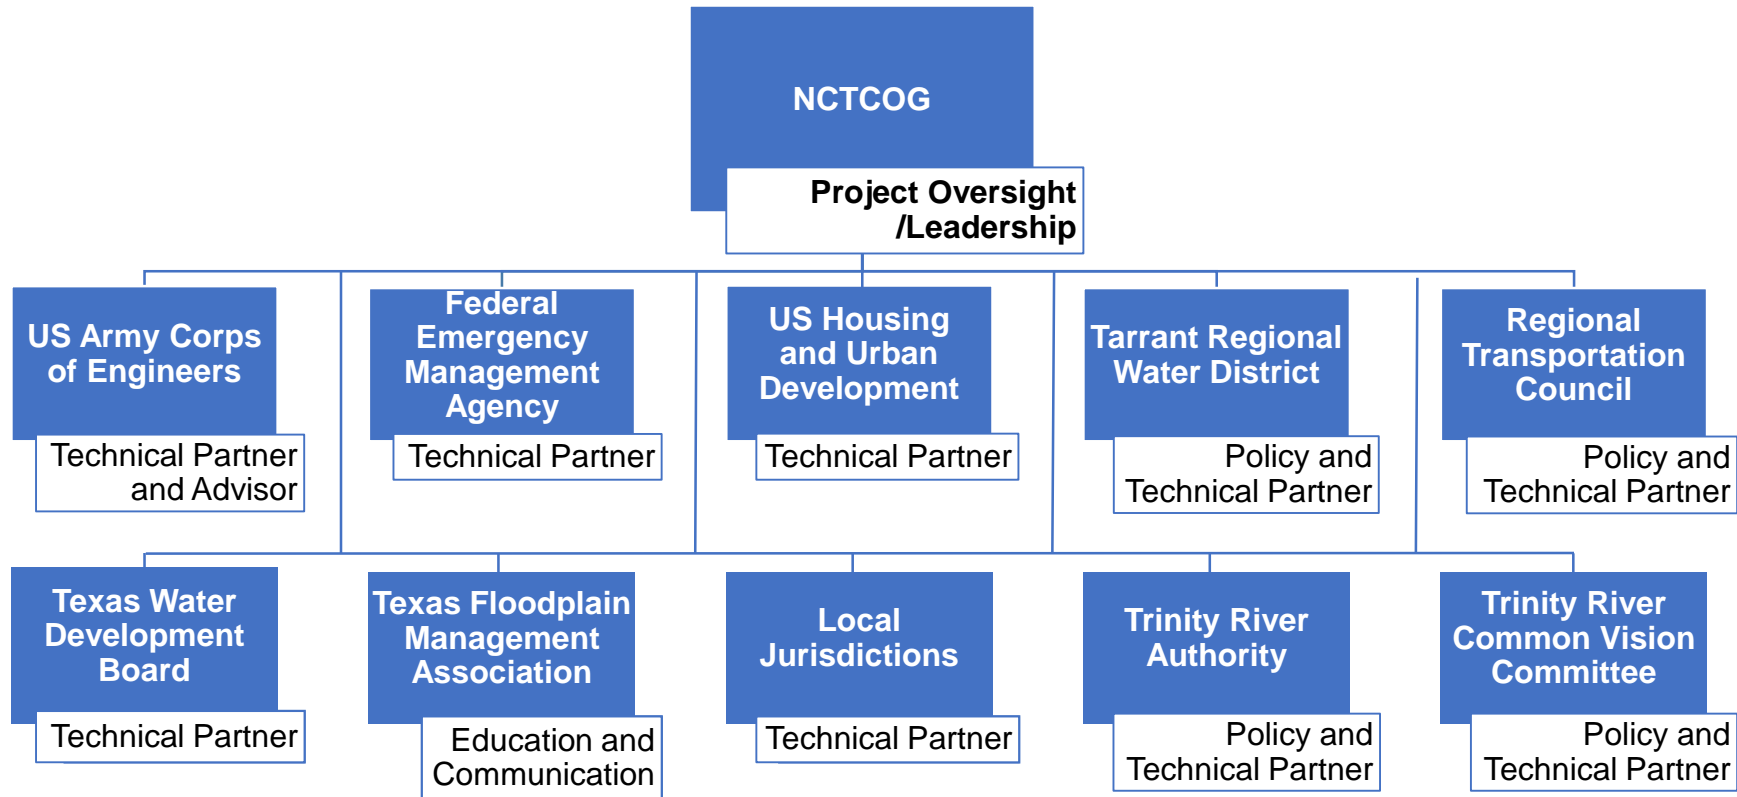 NCTCOG
Project Oversight
/Leadership
US Army Corps
of Engineers
Technical Partner
and Advisor
Federal
Emergency
Management
Agency
Technical Partner
US Housing
and Urban
Development
Technical Partner
Tarrant Regional
Water District
Policy and
Technical Partner
Regional
Transportation
Council
Policy and
Technical Partner
Texas Water
Development
Board
Technical Partner
Texas Floodplain
Management
Association
Education and
Communication
Local
Jurisdictions
Technical Partner
Trinity River
Authority
Policy and
Technical Partner
Trinity River
Common Vision
Committee
Policy and
Technical Partner